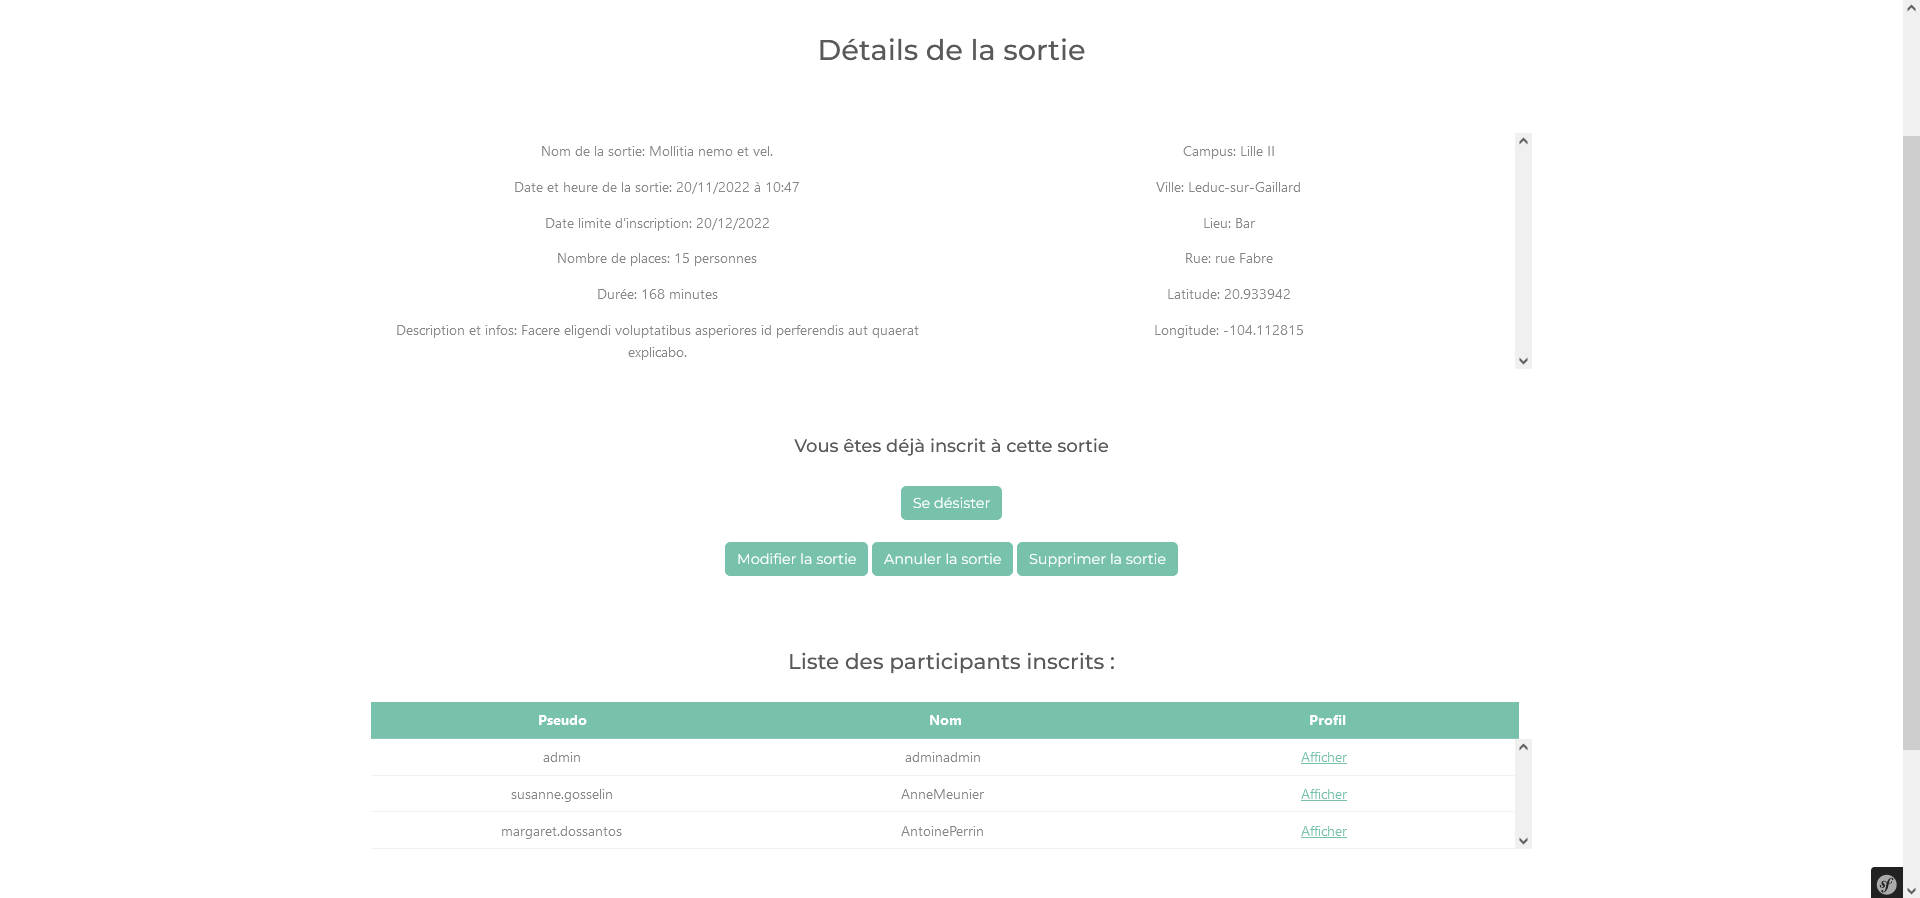 Détails de la sortie
Nom de la sortie: Mollitia nemo et vel.
Date et heure de la sortie: 20/11/2022 à 10:47
Date limite d'inscription: 20/12/2022
Nombre de places: 15 personnes
Durée: 168 minutes
Description et infos: Facere eligendi voluptatibus asperiores id perferendis aut quaerat
explicabo.
Campus: Lille II
Ville: Leduc-sur-Gaillard
Lieu: Bar
Rue: rue Fabre
Latitude: 20.933942
Longitude: -104.112815
Vous êtes déjà inscrit à cette sortie
Se désister
Modifier la sortie Annuler la sortie Supprimer la sortie
Liste des participants inscrits :
Pseudo Nom Profil
admin adminadmin Afficher
susanne.gosselin AnneMeunier Afficher
margaret.dossantos AntoinePerrin Afficher
sf